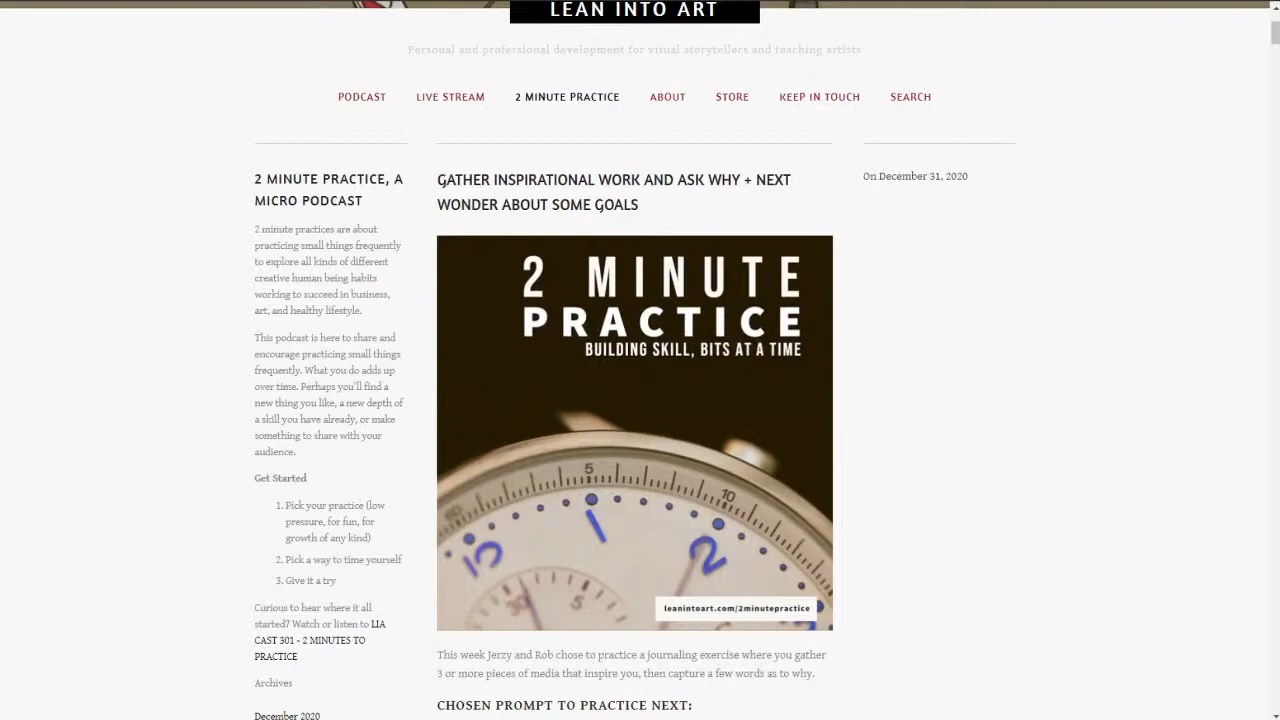 LEAN INTO ART
Personal and professional development for visual storytellers and teaching artists
PODCAST LIVE STREAM 2 MINUTE PRACTICE ABOUT STORE KEEP IN TOUCH SEARCH
2 MINUTE PRACTICE, A
MICRO PODCAST
2 minute practices are about
practicing small things frequently
to explore all kinds of different
creative human being habits
working to succeed in business,
art, and healthy lifestyle.
This podcast is here to share and
encourage practicing small things
frequently. What you do adds up
over time. Perhaps you'll find a
new thing you like, a new depth of
a skill you have already, or make
something to share with your
audience.
Get Started
1. Pick your practice (low
pressure, for fun, for
growth of any kind)
2. Pick a way to time yourself
3. Give it a try
Curious to hear where it all
started? Watch or listen to LIA
CAST 301 - 2 MINUTES TO
PRACTICE
Archives
December 2020
GATHER INSPIRATIONAL WORK AND ASK WHY + NEXT
WONDER ABOUT SOME GOALS
2 MINUTE
PRACTICE
BUILDING SKILL, BITS AT A TIME
60 5 10
12 1 2
30 5
leanintoart.com/2minutepractice
This week Jerzy and Rob chose to practice a journaling exercise where you gather
3 or more pieces of media that inspire you, then capture a few words as to why.
CHOSEN PROMPT TO PRACTICE NEXT:
On December 31, 2020